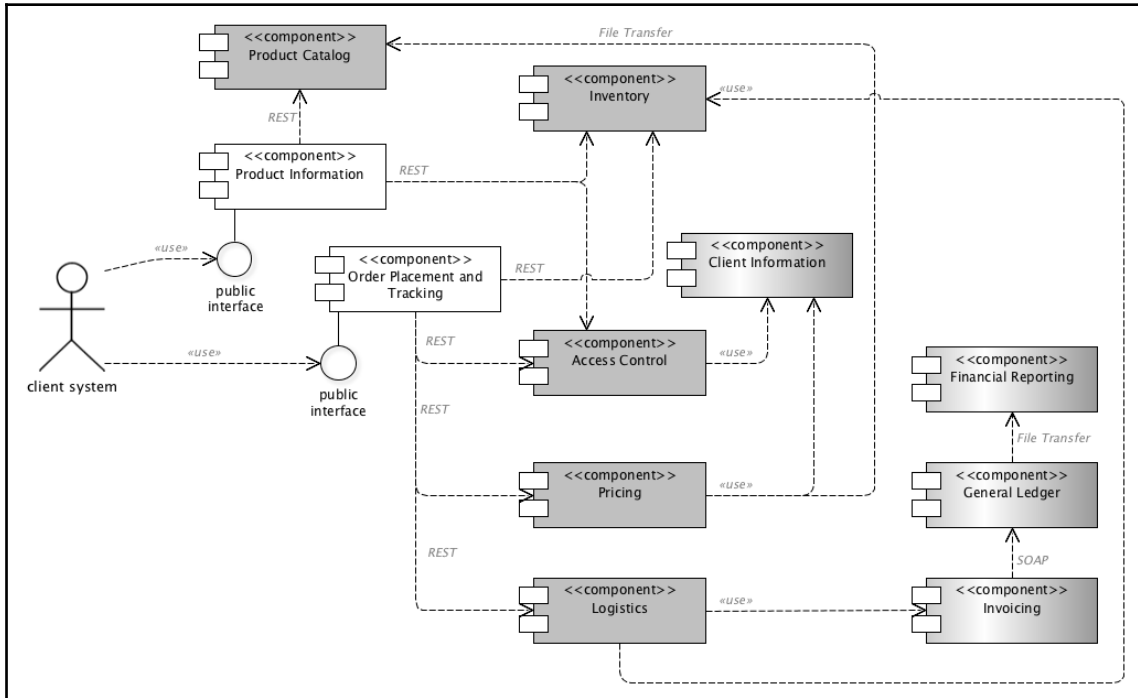 <<component>>
Product Catalog
File Transfer
<<component>>
Inventory
«use»
REST
<<component>>
Product Information
REST
«use»
public
interface
<<component>>
Order Placement and
Tracking
REST
<<component>>
Client Information
client system
«use»
public
interface
REST
<<component>>
Access Control
«use»
<<component>>
Financial Reporting
REST
File Transfer
<<component>>
Pricing
«use»
<<component>>
General Ledger
REST
SOAP
<<component>>
Logistics
«use»
<<component>>
Invoicing